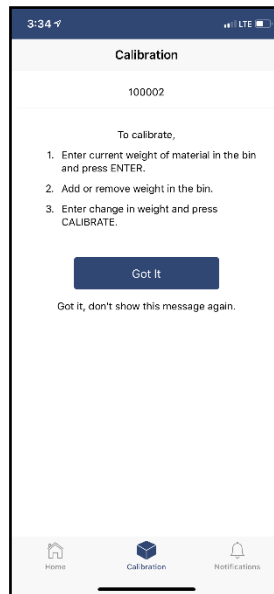 3:34
LTE
Calibration
100002
To calibrate,
1. Enter current weight of material in the bin
and press ENTER.
2. Add or remove weight in the bin.
3. Enter change in weight and press
CALIBRATE.
Got It
Got it, don't show this message again.
Home Calibration Notifications